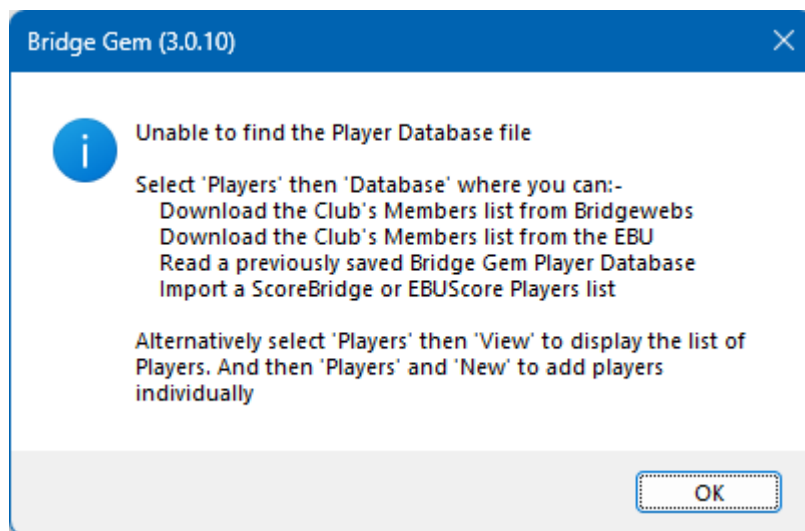 Bridge Gem (3.0.10)
Unable to find the Player Database file
Select 'Players' then 'Database' where you can:-
Download the Club's Members list from Bridgewebs
Download the Club's Members list from the EBU
Read a previously saved Bridge Gem Player Database
Import a ScoreBridge or EBUScore Players list
Alternatively select 'Players' then 'View' to display the list of
Players. And then 'Players' and 'New' to add players
individually
OK